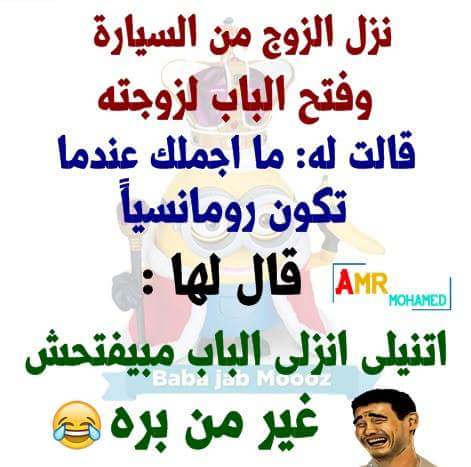 نزل الزوج من السيارة
وفتح الباب لزوجته
قالت له: ما اجملك عندما
تكون رومانسياً
قال لها :
AMR
MOHAMED
اتنيلى انزلى الباب مبيفتحش
Baba jab Moooz
غير من بره 😂